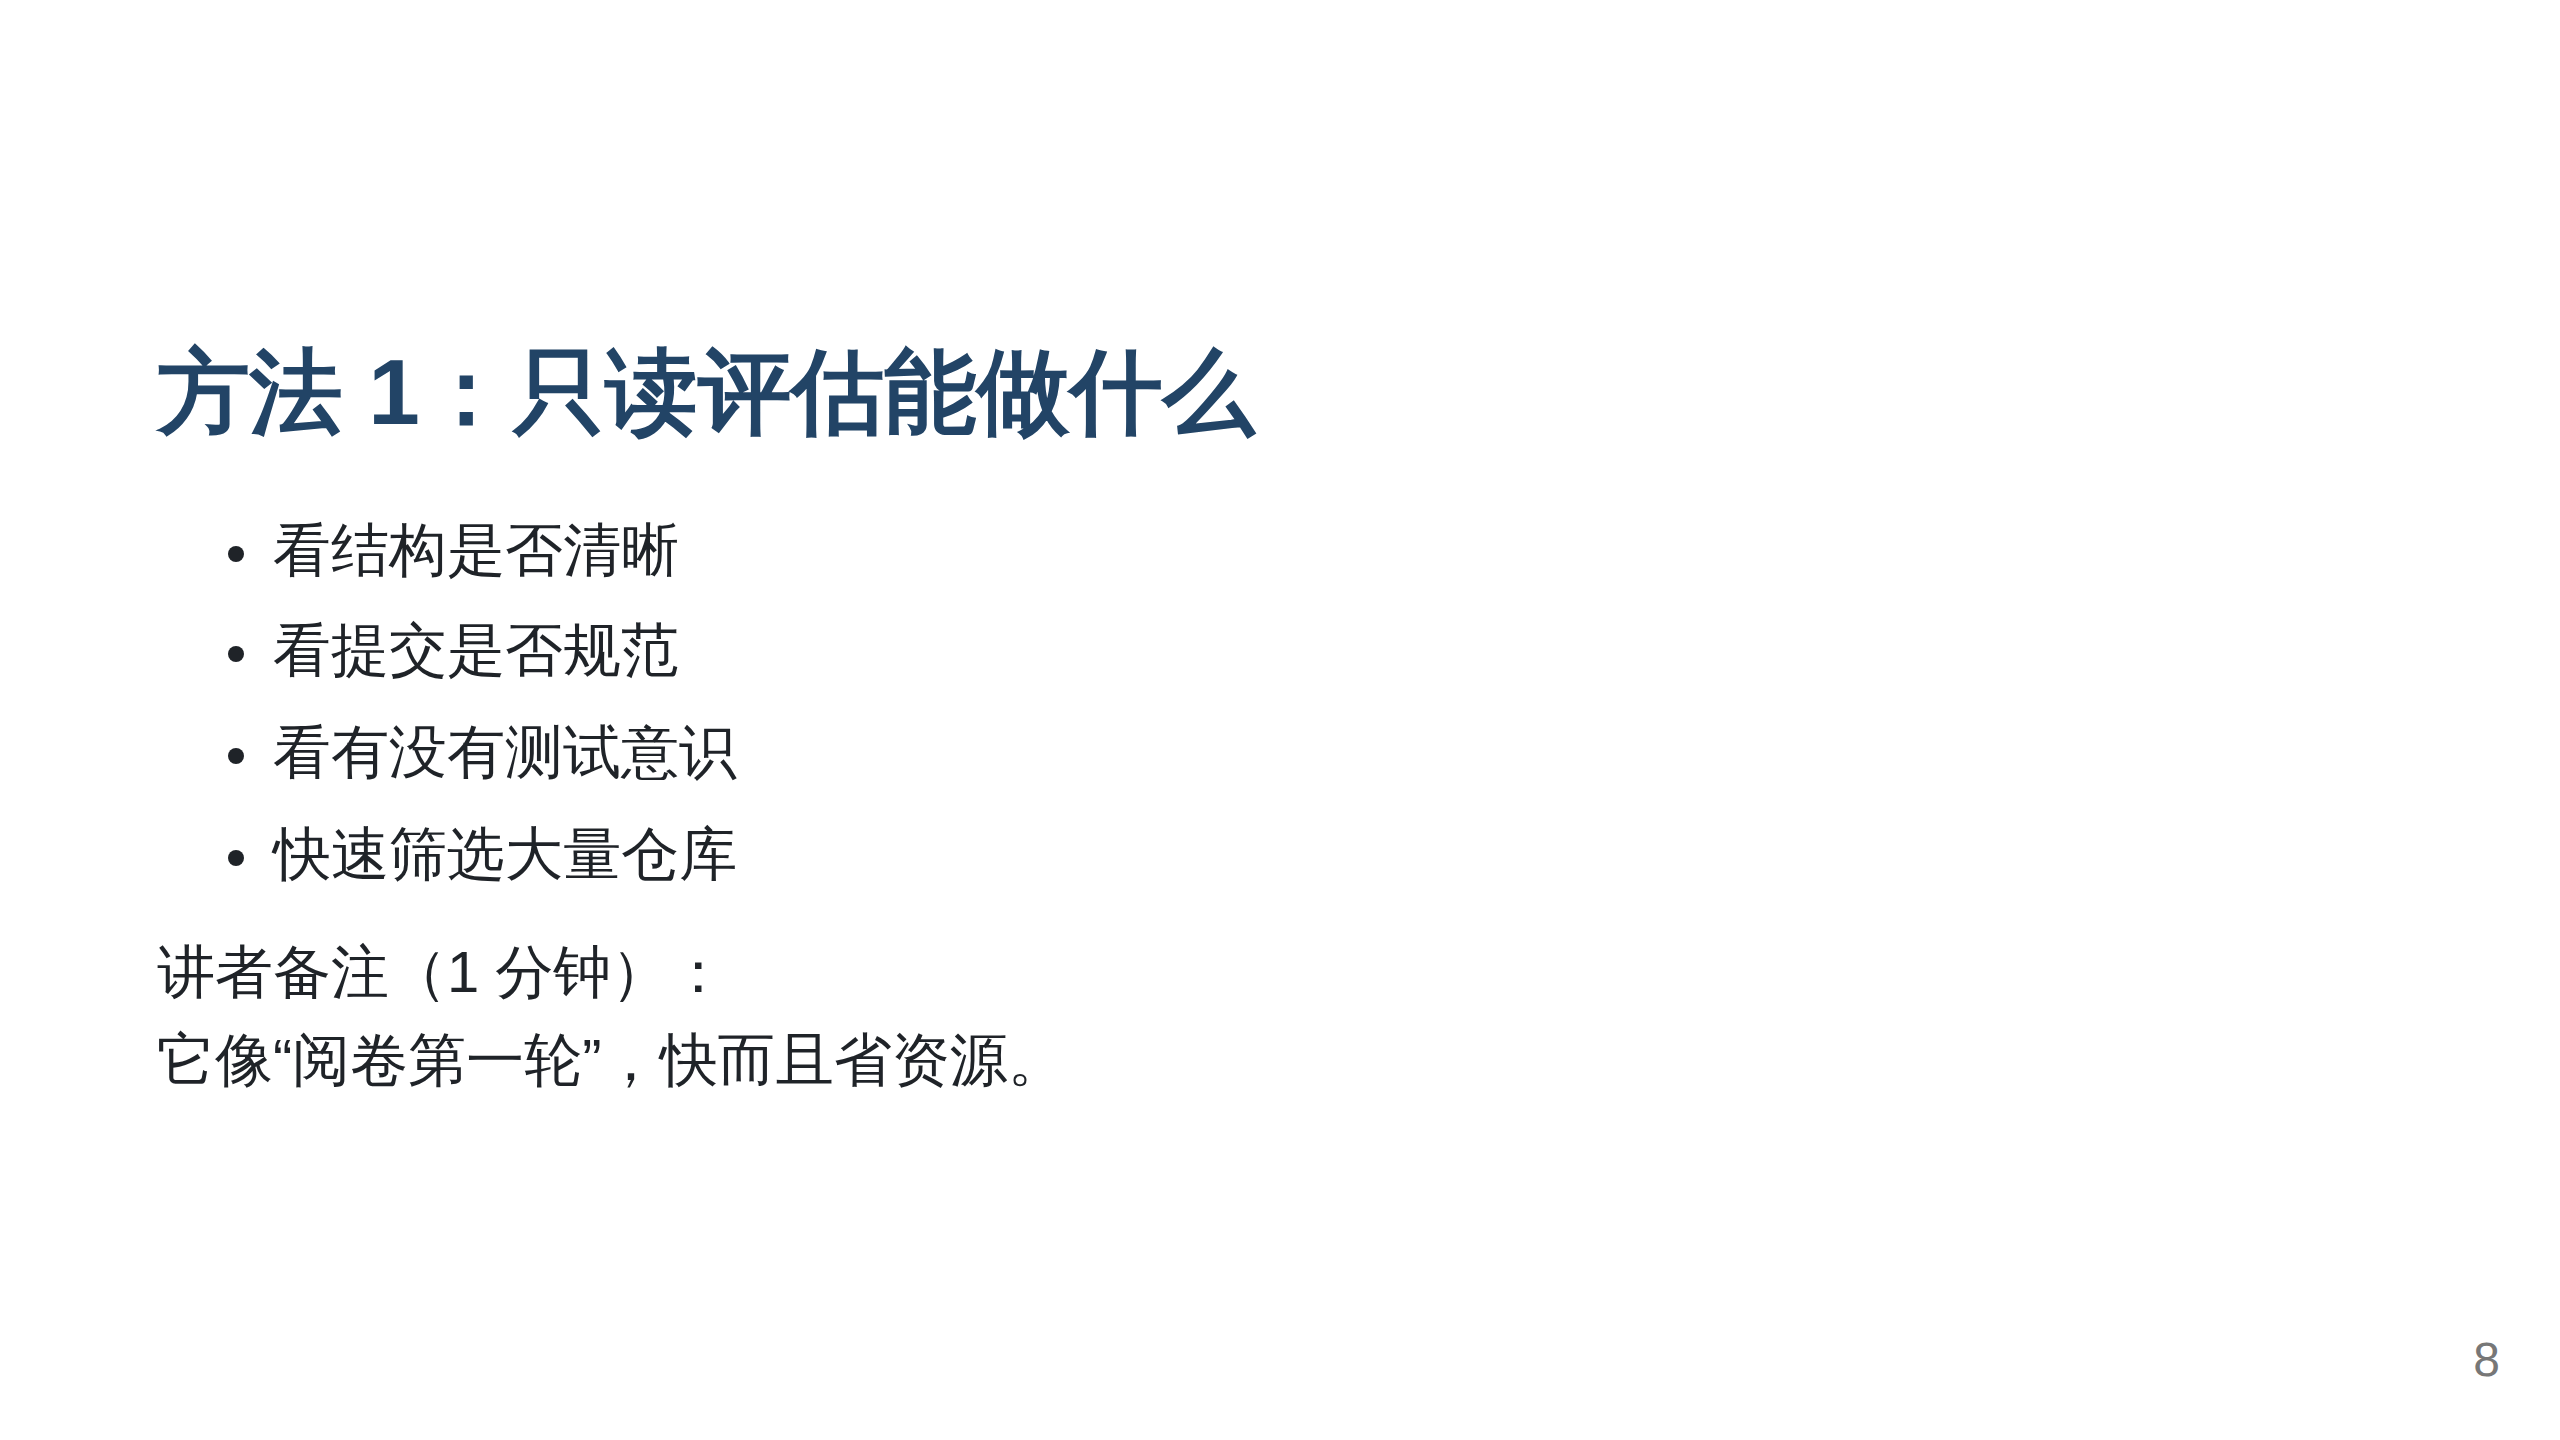 方法 1：只读评估能做什么
• 看结构是否清晰
• 看提交是否规范
• 看有没有测试意识
• 快速筛选大量仓库
讲者备注（1 分钟）：
它像“阅卷第一轮”，快而且省资源。
8